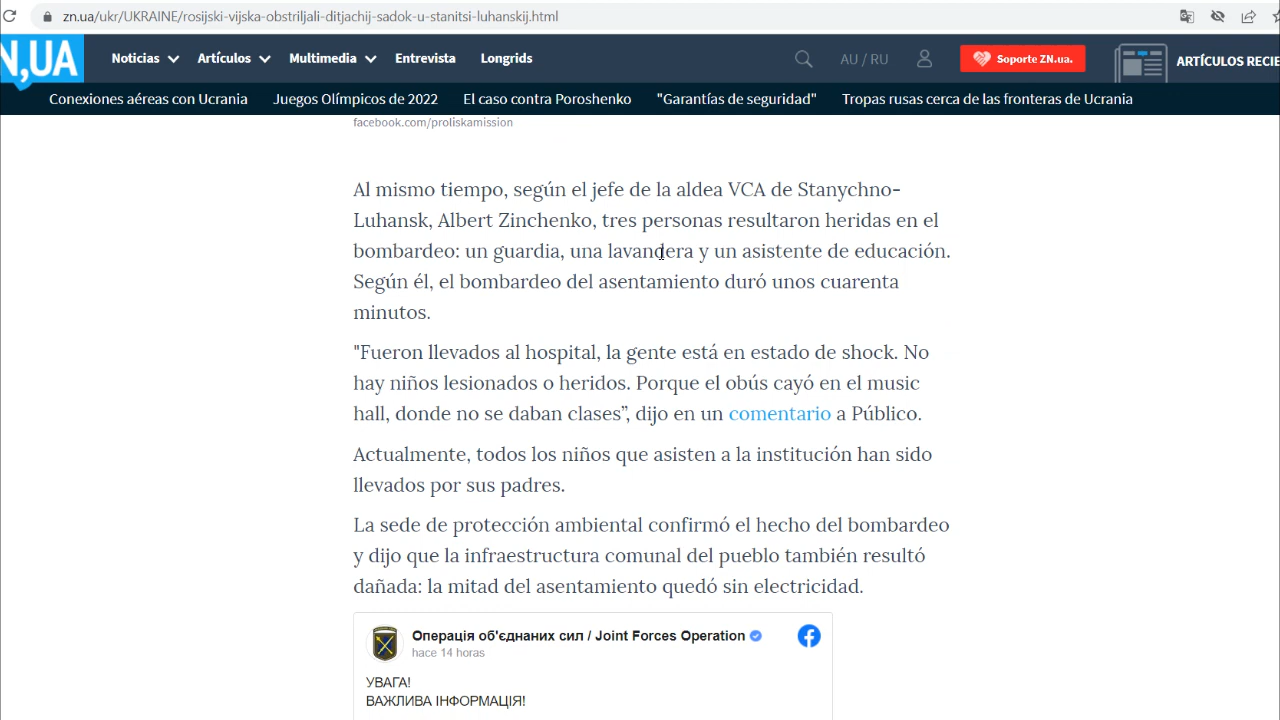 zn.ua/ukr/UKRAINE/rosijski-vijska-obstriljali-ditjachij-sadok-u-stanitsi-luhanskij.html
N,UA
Noticias
Artículos
Multimedia
Entrevista
Longrids
AU / RU
Soporte ZN.ua.
ARTÍCULOS RECIE
Conexiones aéreas con Ucrania
Juegos Olímpicos de 2022
El caso contra Poroshenko
"Garantías de seguridad"
Tropas rusas cerca de las fronteras de Ucrania
facebook.com/proliskamission
Al mismo tiempo, según el jefe de la aldea VCA de Stanychno-
Luhansk, Albert Zinchenko, tres personas resultaron heridas en el
bombardeo: un guardia, una lavandera y un asistente de educación.
Según él, el bombardeo del asentamiento duró unos cuarenta
minutos.
"Fueron llevados al hospital, la gente está en estado de shock. No
hay niños lesionados o heridos. Porque el obús cayó en el music
hall, donde no se daban clases”, dijo en un comentario a Público.
Actualmente, todos los niños que asisten a la institución han sido
llevados por sus padres.
La sede de protección ambiental confirmó el hecho del bombardeo
y dijo que la infraestructura comunal del pueblo también resultó
dañada: la mitad del asentamiento quedó sin electricidad.
Операція об'єднаних сил / Joint Forces Operation
hace 14 horas
УВАГА!
ВАЖЛИВА ІНФОРМАЦІЯ!